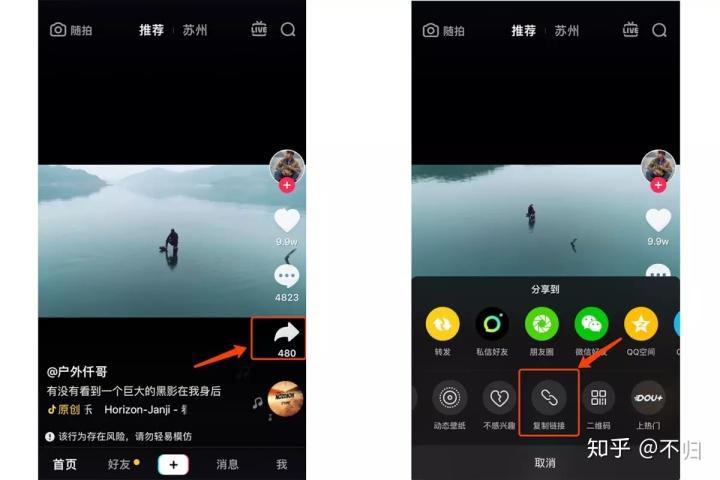 随拍
推荐
苏州
LIVE
9.9w
4823
480
@户外仟哥
有没有看到一个巨大的黑影在我身后
原创
Horizon-Janji -
该行为存在风险，请勿轻易模仿
首页
好友
消息
我
随拍
推荐
苏州
LIVE
9.9w
分享到
转发
私信好友
朋友圈
微信好友
QQ空间
动态壁纸
不感兴趣
复制链接
二维码
DOU+
上热门
取消
知乎 @不归